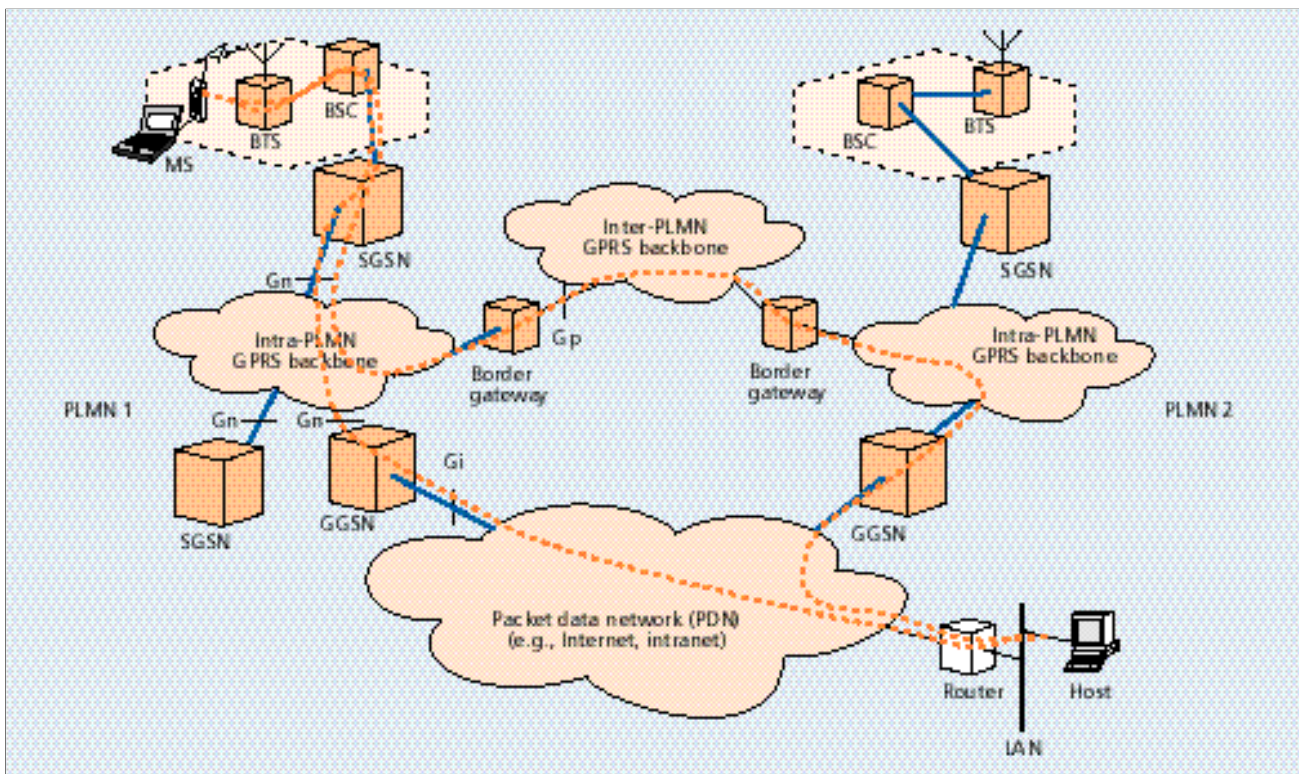 BSC
BTS
MS
BTS
BSC
SGSN
Inter-PLMN
GPRS backbone
SGSN
Gn
Gp
Intra-PLMN
GPRS backbone
Border
gateway
Border
gateway
Intra-PLMN
GPRS backbone
PLMN 1
Gn
Gn
PLMN 2
Gi
SGSN
GGSN
GGSN
Packet data network (PDN)
(e.g., Internet, intranet)
Router
Host
LAN